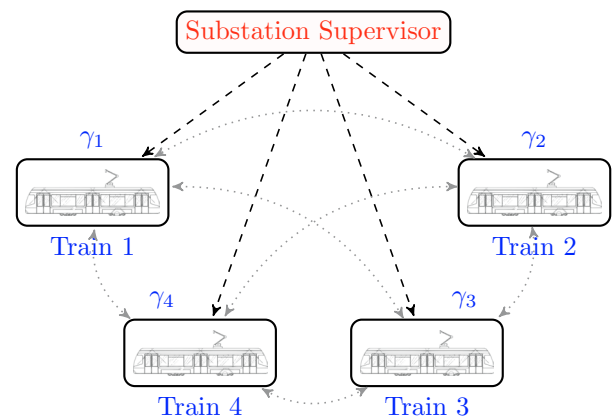 Substation Supervisor
γ₁
γ₂
Train 1
Train 2
γ₄
γ₃
Train 4
Train 3